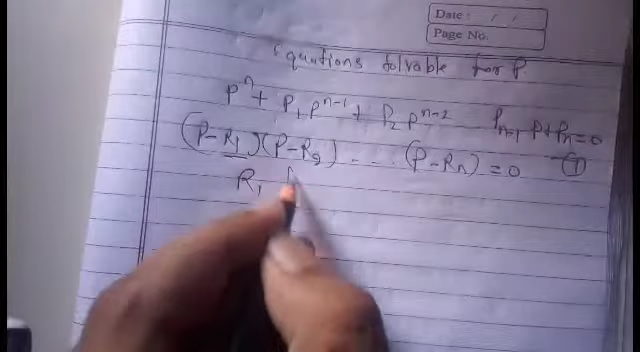 Date : / /
Page No.
Equations solvable for P
pⁿ + P₁pⁿ⁻¹ + P₂pⁿ⁻² Pₙ₋₁ p + Pₙ = 0
(P - R₁)(P - R₂) - - - (P - Rₙ) = 0 ①
R₁